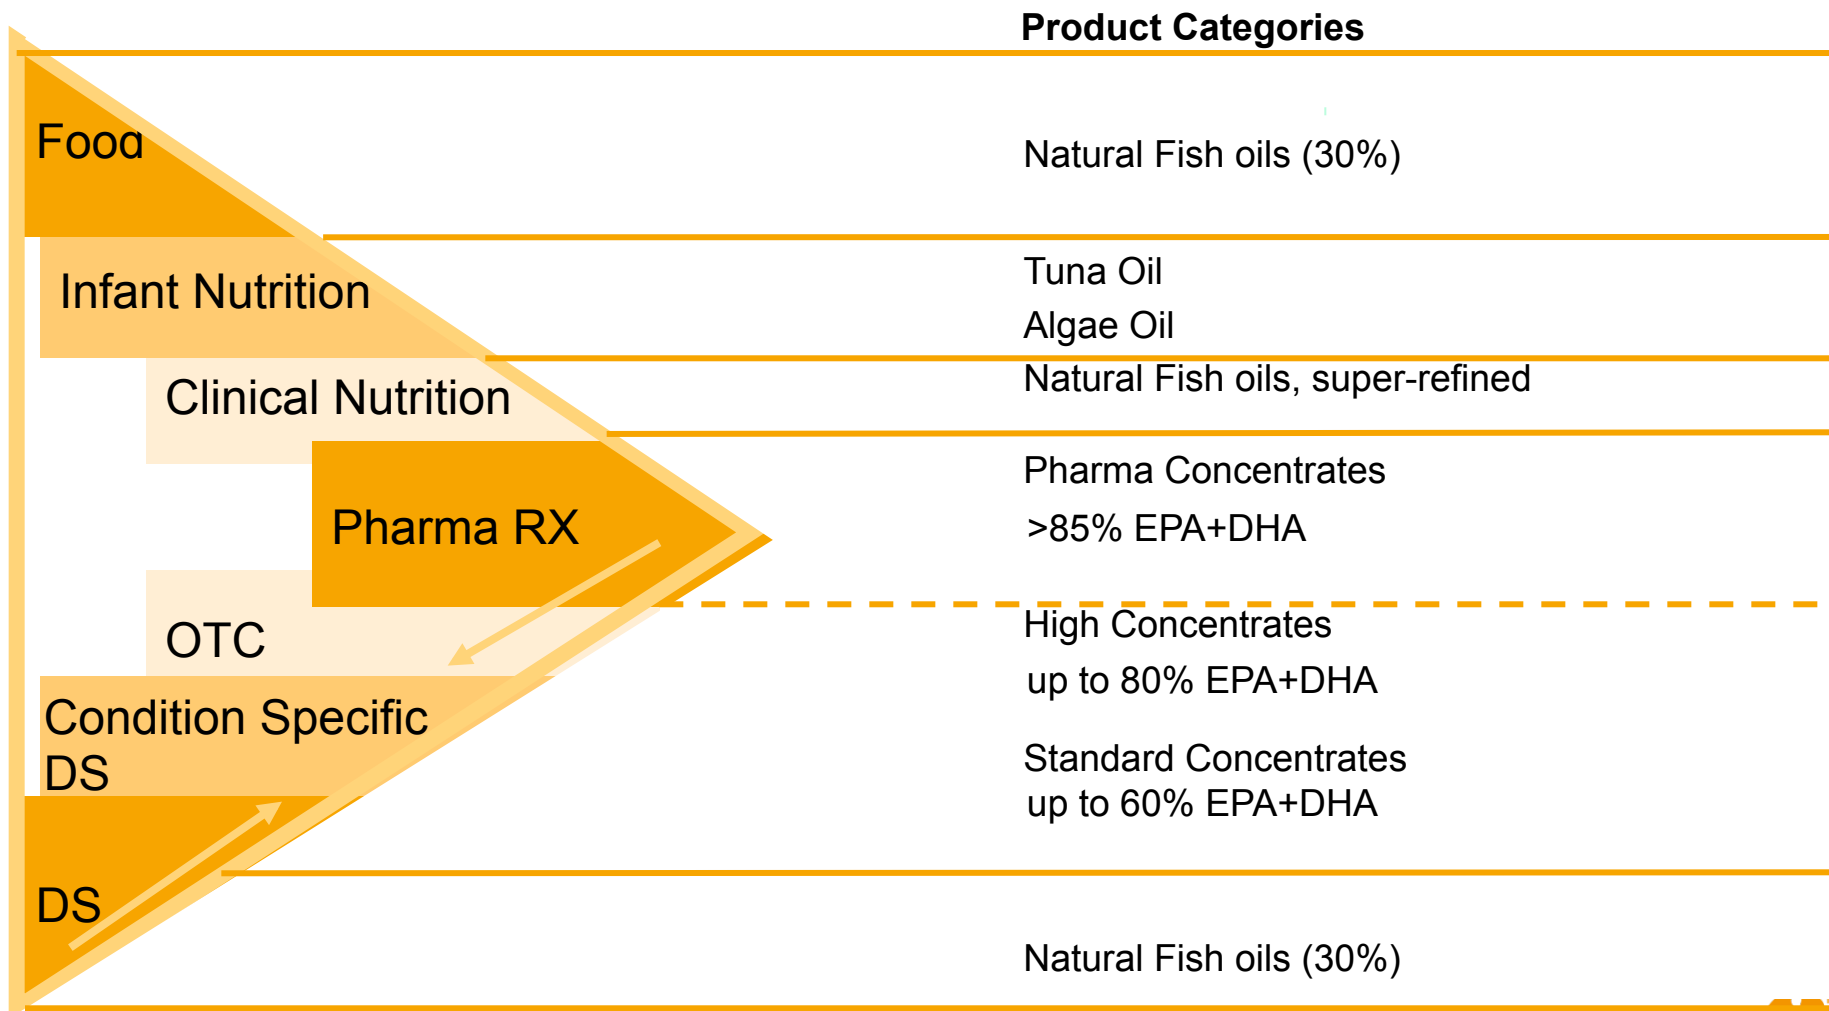 Product Categories
Food
Natural Fish oils (30%)
Infant Nutrition
Tuna Oil
Algae Oil
Clinical Nutrition
Natural Fish oils, super-refined
Pharma RX
Pharma Concentrates
>85% EPA+DHA
OTC
High Concentrates
up to 80% EPA+DHA
Condition Specific
DS
Standard Concentrates
up to 60% EPA+DHA
DS
Natural Fish oils (30%)